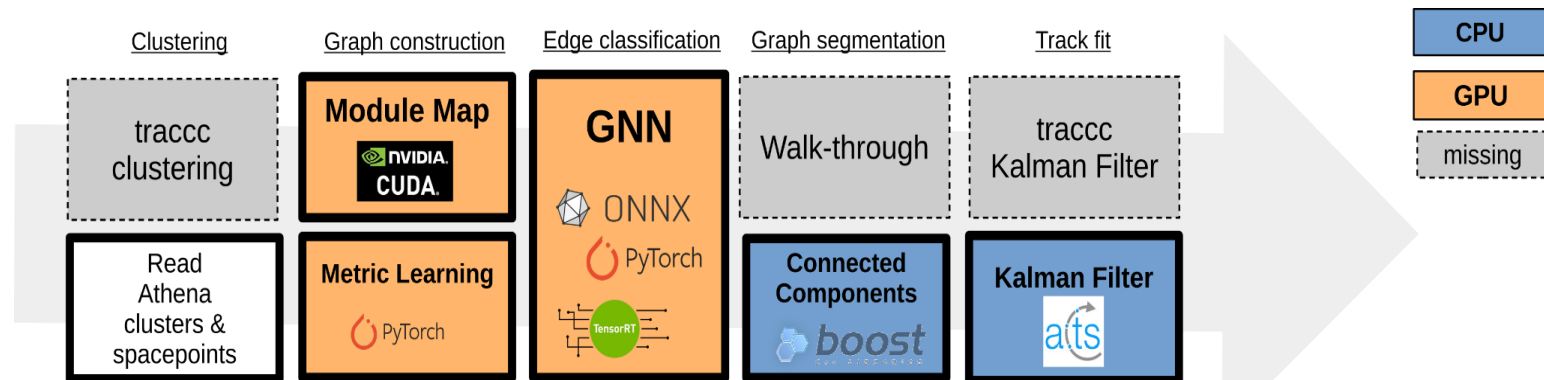 Clustering
Graph construction
Edge classification
Graph segmentation
Track fit
CPU
GPU
missing
traccc
clustering
Module Map
NVIDIA.
CUDA.
GNN
ONNX
PyTorch
TensorRT
Walk-through
traccc
Kalman Filter
Read
Athena
clusters &
spacepoints
Metric Learning
PyTorch
Connected
Components
boost
Kalman Filter
acts